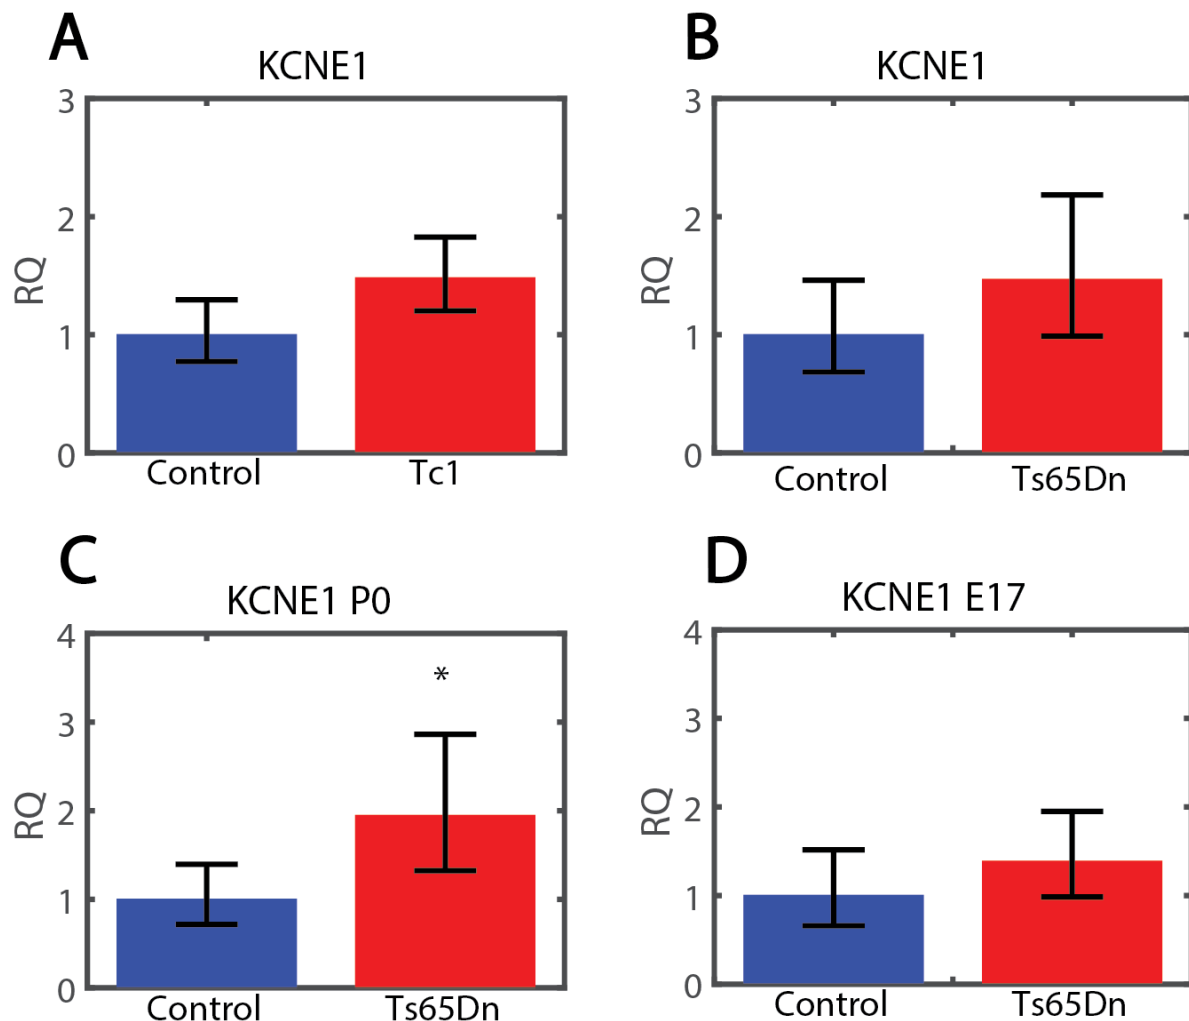 A
KCNE1
3
2
1
0
RQ
Control
Tc1
B
KCNE1
3
2
1
0
RQ
Control
Ts65Dn
C
KCNE1 P0
4
3
2
1
0
RQ
*
Control
Ts65Dn
D
KCNE1 E17
4
3
2
1
0
RQ
Control
Ts65Dn